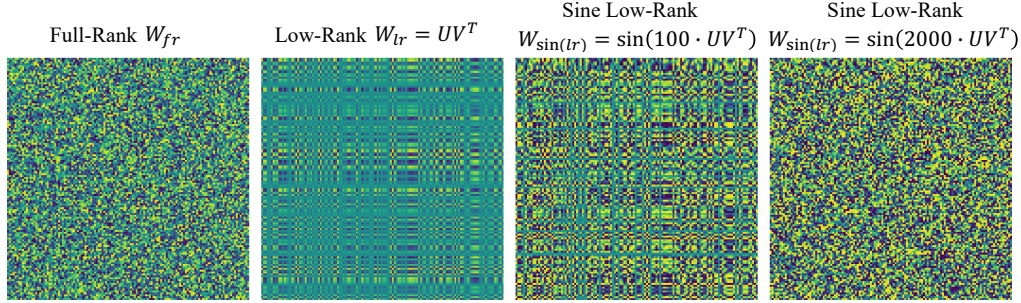 Full-Rank W_fr
Low-Rank W_lr = UV^T
Sine Low-Rank
W_sin(lr) = sin(100 · UV^T)
Sine Low-Rank
W_sin(lr) = sin(2000 · UV^T)